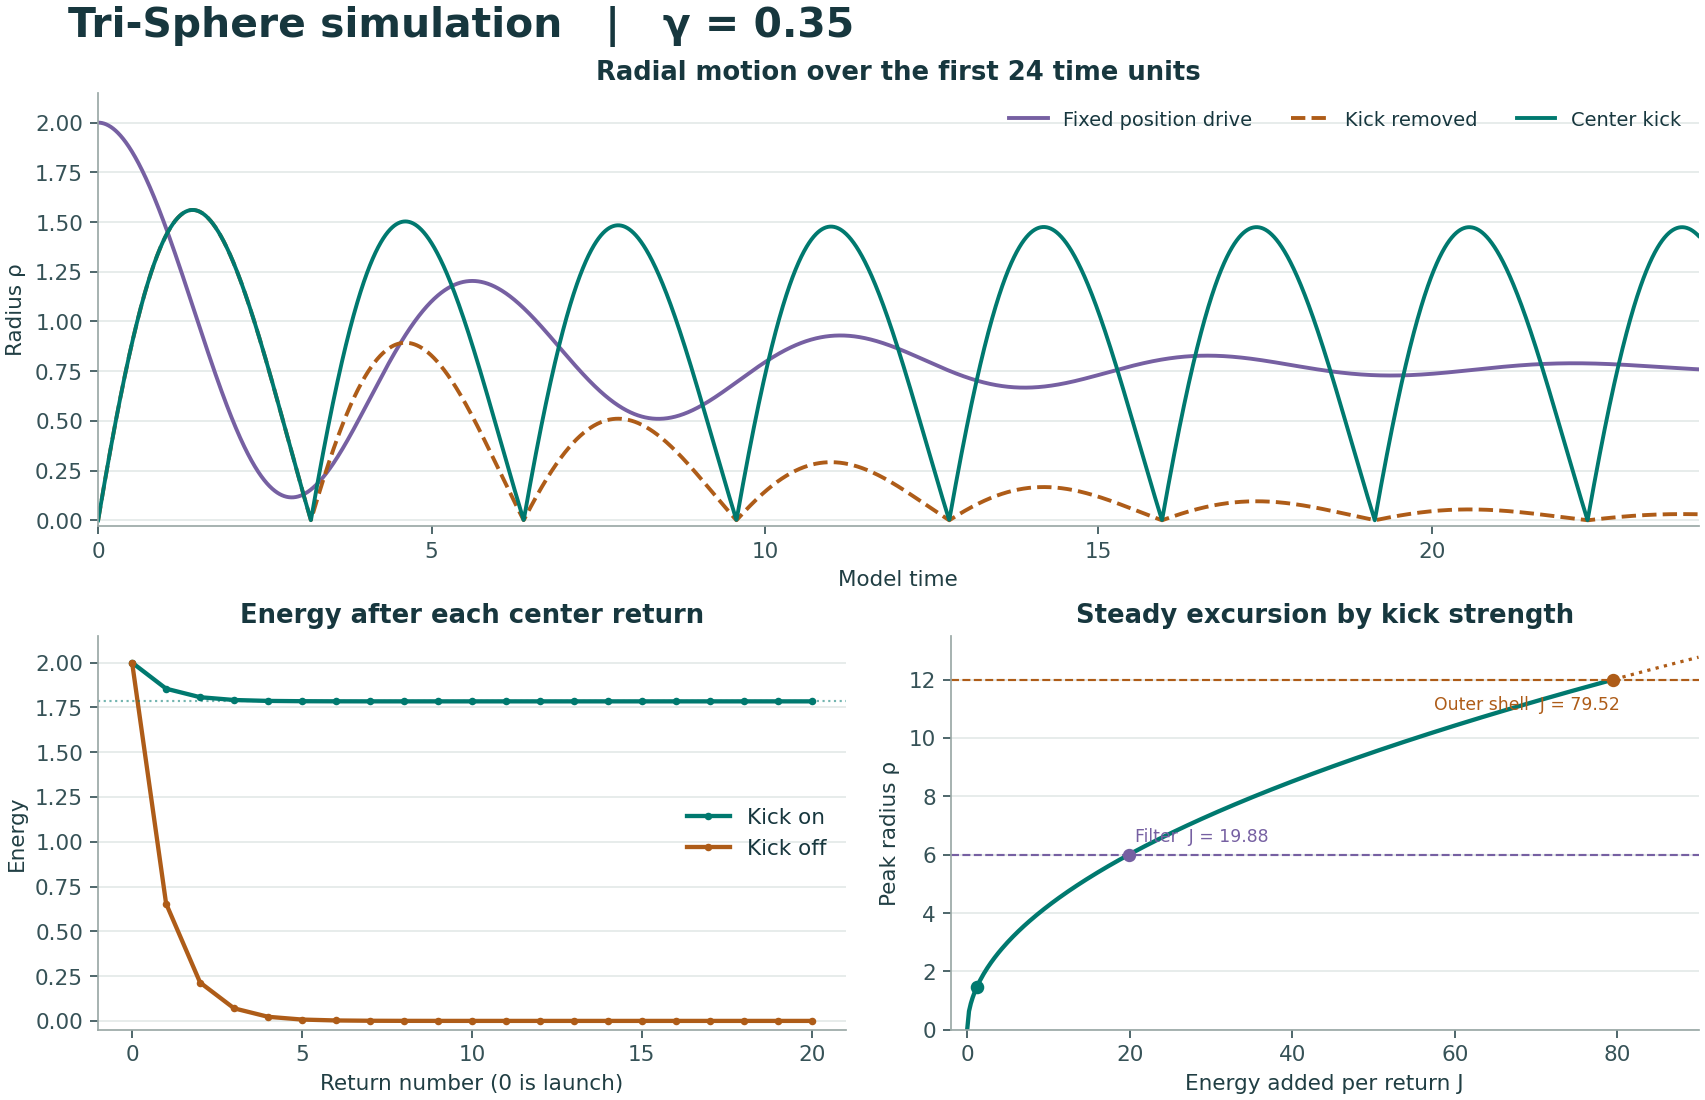 Tri-Sphere simulation | γ = 0.35
Radial motion over the first 24 time units
Fixed position drive Kick removed Center kick
Radius ρ
2.00
1.75
1.50
1.25
1.00
0.75
0.50
0.25
0.00
0 5 10 15 20
Model time
Energy after each center return
Energy
2.00
1.75
1.50
1.25
1.00
0.75
0.50
0.25
0.00
Kick on
Kick off
0 5 10 15 20
Return number (0 is launch)
Steady excursion by kick strength
Peak radius ρ
12
10
8
6
4
2
0
Outer shell J = 79.52
Filter J = 19.88
0 20 40 60 80
Energy added per return J